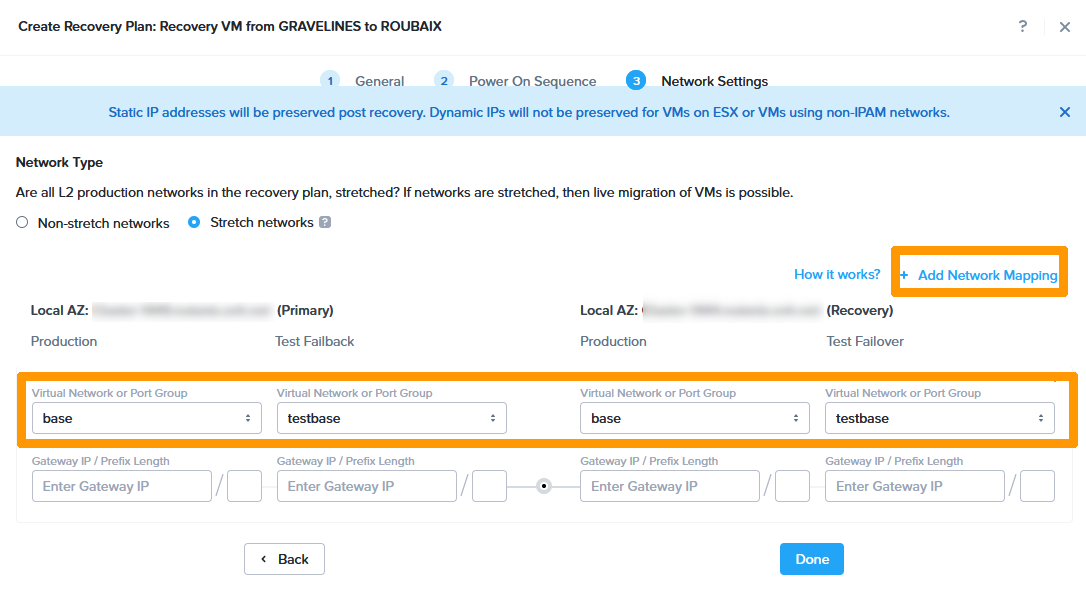 Create Recovery Plan: Recovery VM from GRAVELINES to ROUBAIX ? ×
1 General 2 Power On Sequence 3 Network Settings
Static IP addresses will be preserved post recovery. Dynamic IPs will not be preserved for VMs on ESX or VMs using non-IPAM networks. ×
Network Type
Are all L2 production networks in the recovery plan, stretched? If networks are stretched, then live migration of VMs is possible.
Non-stretch networks Stretch networks ?
How it works? + Add Network Mapping
Local AZ: (Primary) Local AZ: (Recovery)
Production Test Failback Production Test Failover
Virtual Network or Port Group Virtual Network or Port Group Virtual Network or Port Group Virtual Network or Port Group
base testbase base testbase
Gateway IP / Prefix Length Gateway IP / Prefix Length Gateway IP / Prefix Length Gateway IP / Prefix Length
Enter Gateway IP / Enter Gateway IP / Enter Gateway IP / Enter Gateway IP /
‹ Back Done